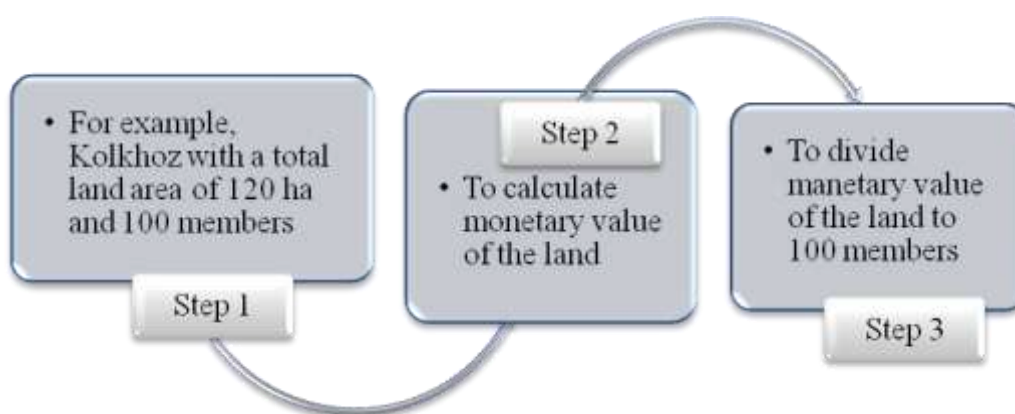 • For example,
Kolkhoz with a total
land area of 120 ha
and 100 members
Step 1
Step 2
• To calculate
monetary value
of the land
• To divide
manetary value
of the land to
100 members
Step 3